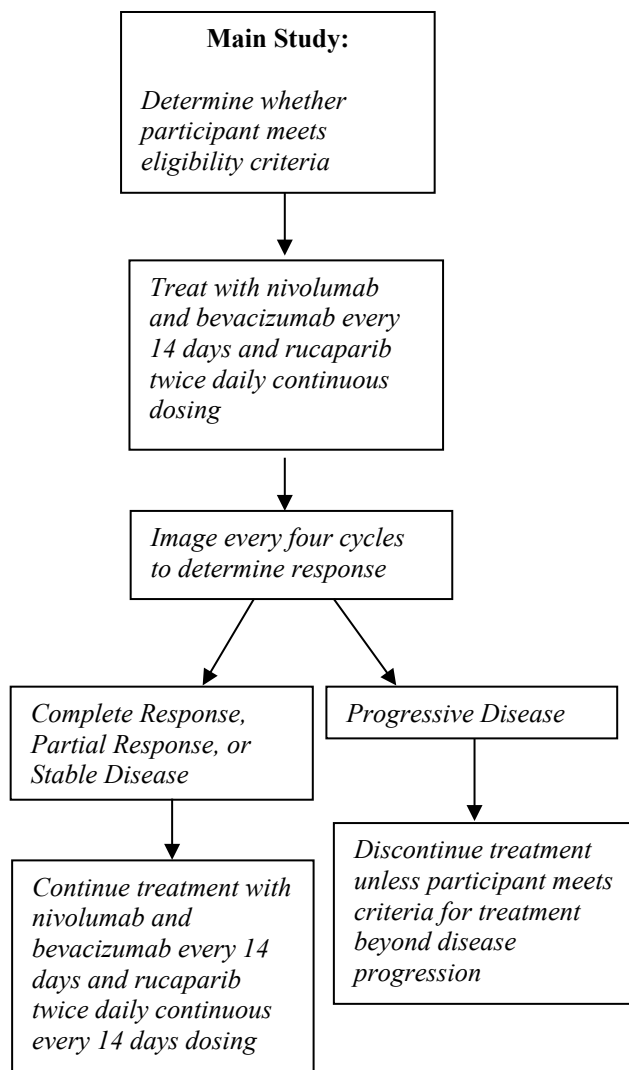 Main Study:
Determine whether
participant meets
eligibility criteria
Treat with nivolumab
and bevacizumab every
14 days and rucaparib
twice daily continuous
dosing
Image every four cycles
to determine response
Complete Response,
Partial Response, or
Stable Disease
Progressive Disease
Continue treatment with
nivolumab and
bevacizumab every 14
days and rucaparib
twice daily continuous
every 14 days dosing
Discontinue treatment
unless participant meets
criteria for treatment
beyond disease
progression